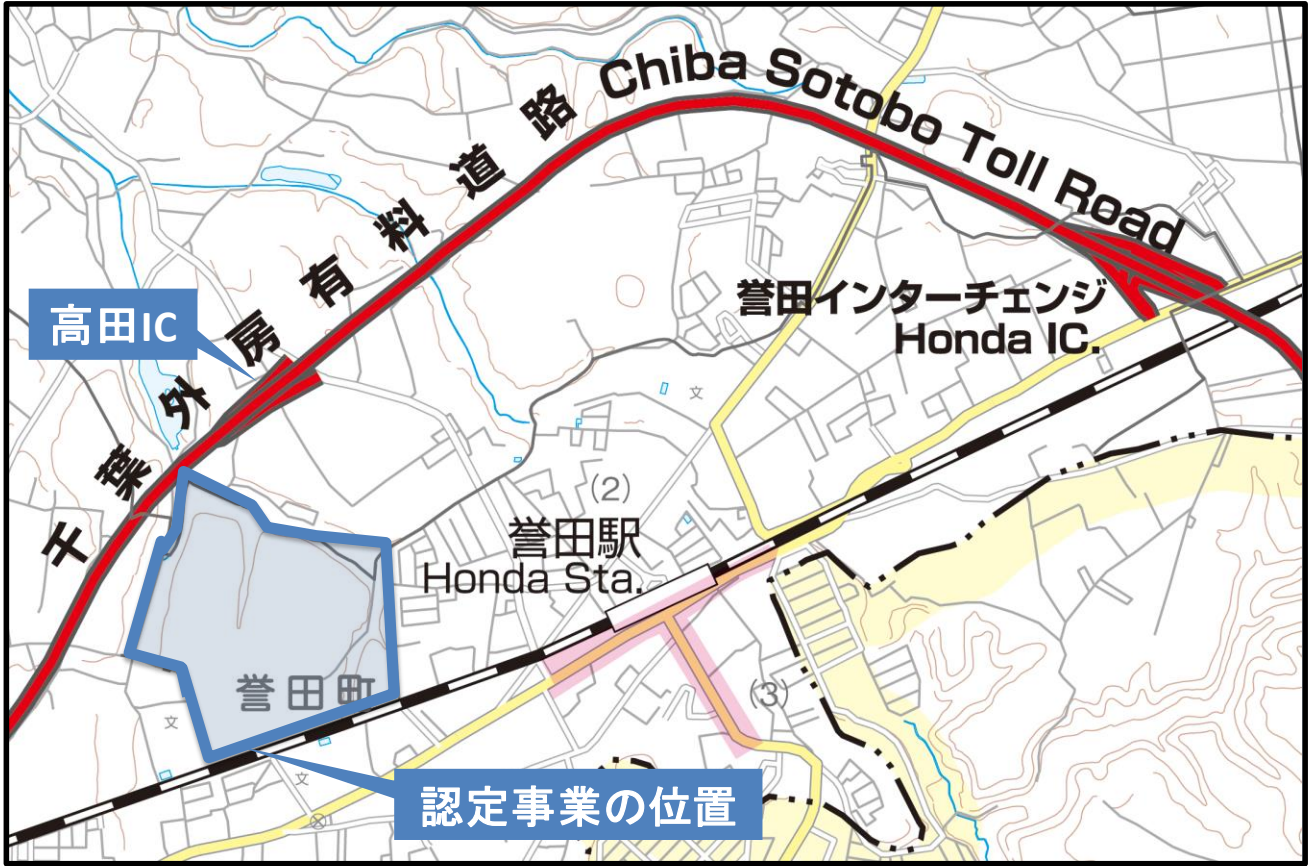 千葉外房有料道路 Chiba Sotobo Toll Road
高田IC
誉田インターチェンジ
Honda IC.
文
(2)
誉田駅
Honda Sta.
誉田町
(3)
文
文
認定事業の位置